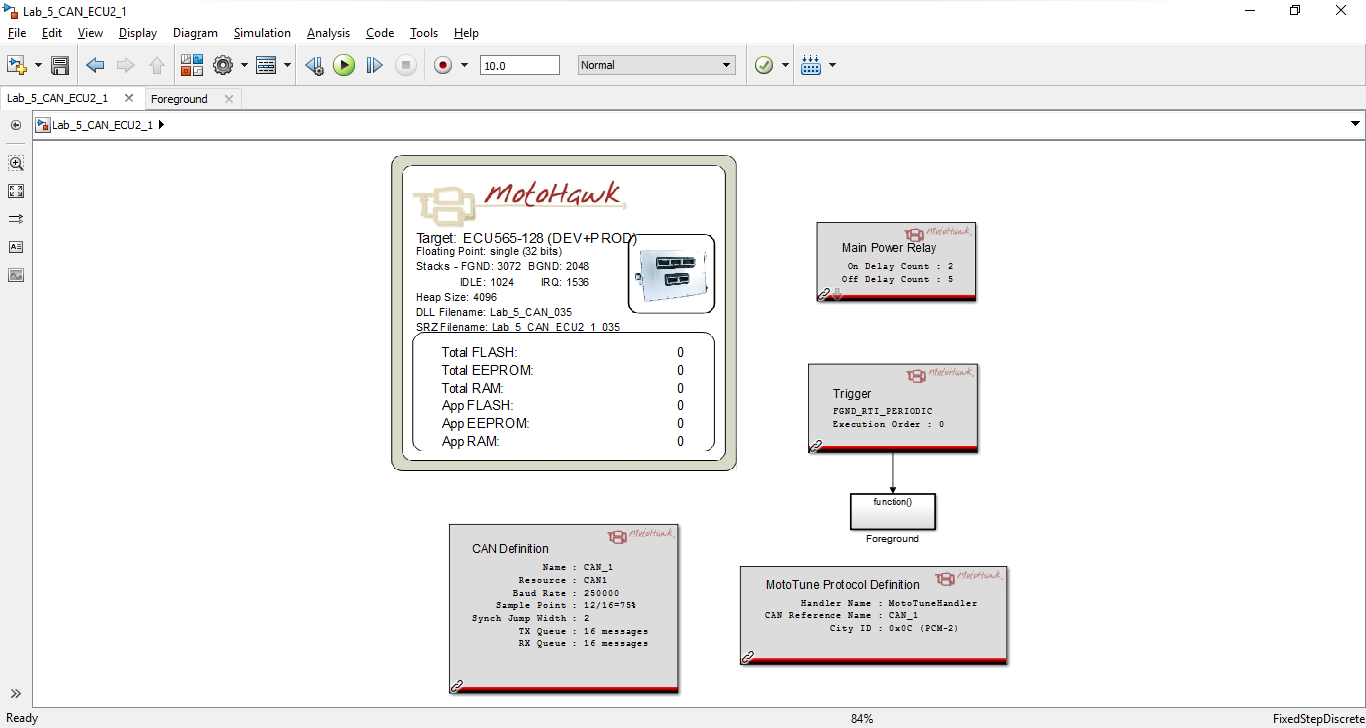 Lab_5_CAN_ECU2_1
File Edit View Display Diagram Simulation Analysis Code Tools Help
10.0 Normal
Lab_5_CAN_ECU2_1 Foreground
Lab_5_CAN_ECU2_1
MotoHawk
Target: ECU565-128 (DEV+PROD)
Floating Point: single (32 bits)
Stacks - FGND: 3072 BGND: 2048
IDLE: 1024 IRQ: 1536
Heap Size: 4096
DLL Filename: Lab_5_CAN_035
SRZ Filename: Lab_5_CAN_ECU2_1_035
Total FLASH: 0
Total EEPROM: 0
Total RAM: 0
App FLASH: 0
App EEPROM: 0
App RAM: 0
MotoHawk
Main Power Relay
On Delay Count : 2
Off Delay Count : 5
MotoHawk
Trigger
FGND_RTI_PERIODIC
Execution Order : 0
function()
Foreground
MotoHawk
CAN Definition
Name : CAN_1
Resource : CAN1
Baud Rate : 250000
Sample Point : 12/16=75%
Synch Jump Width : 2
TX Queue : 16 messages
RX Queue : 16 messages
MotoHawk
MotoTune Protocol Definition
Handler Name : MotoTuneHandler
CAN Reference Name : CAN_1
City ID : 0x0C (PCM-2)
Ready 84% FixedStepDiscrete